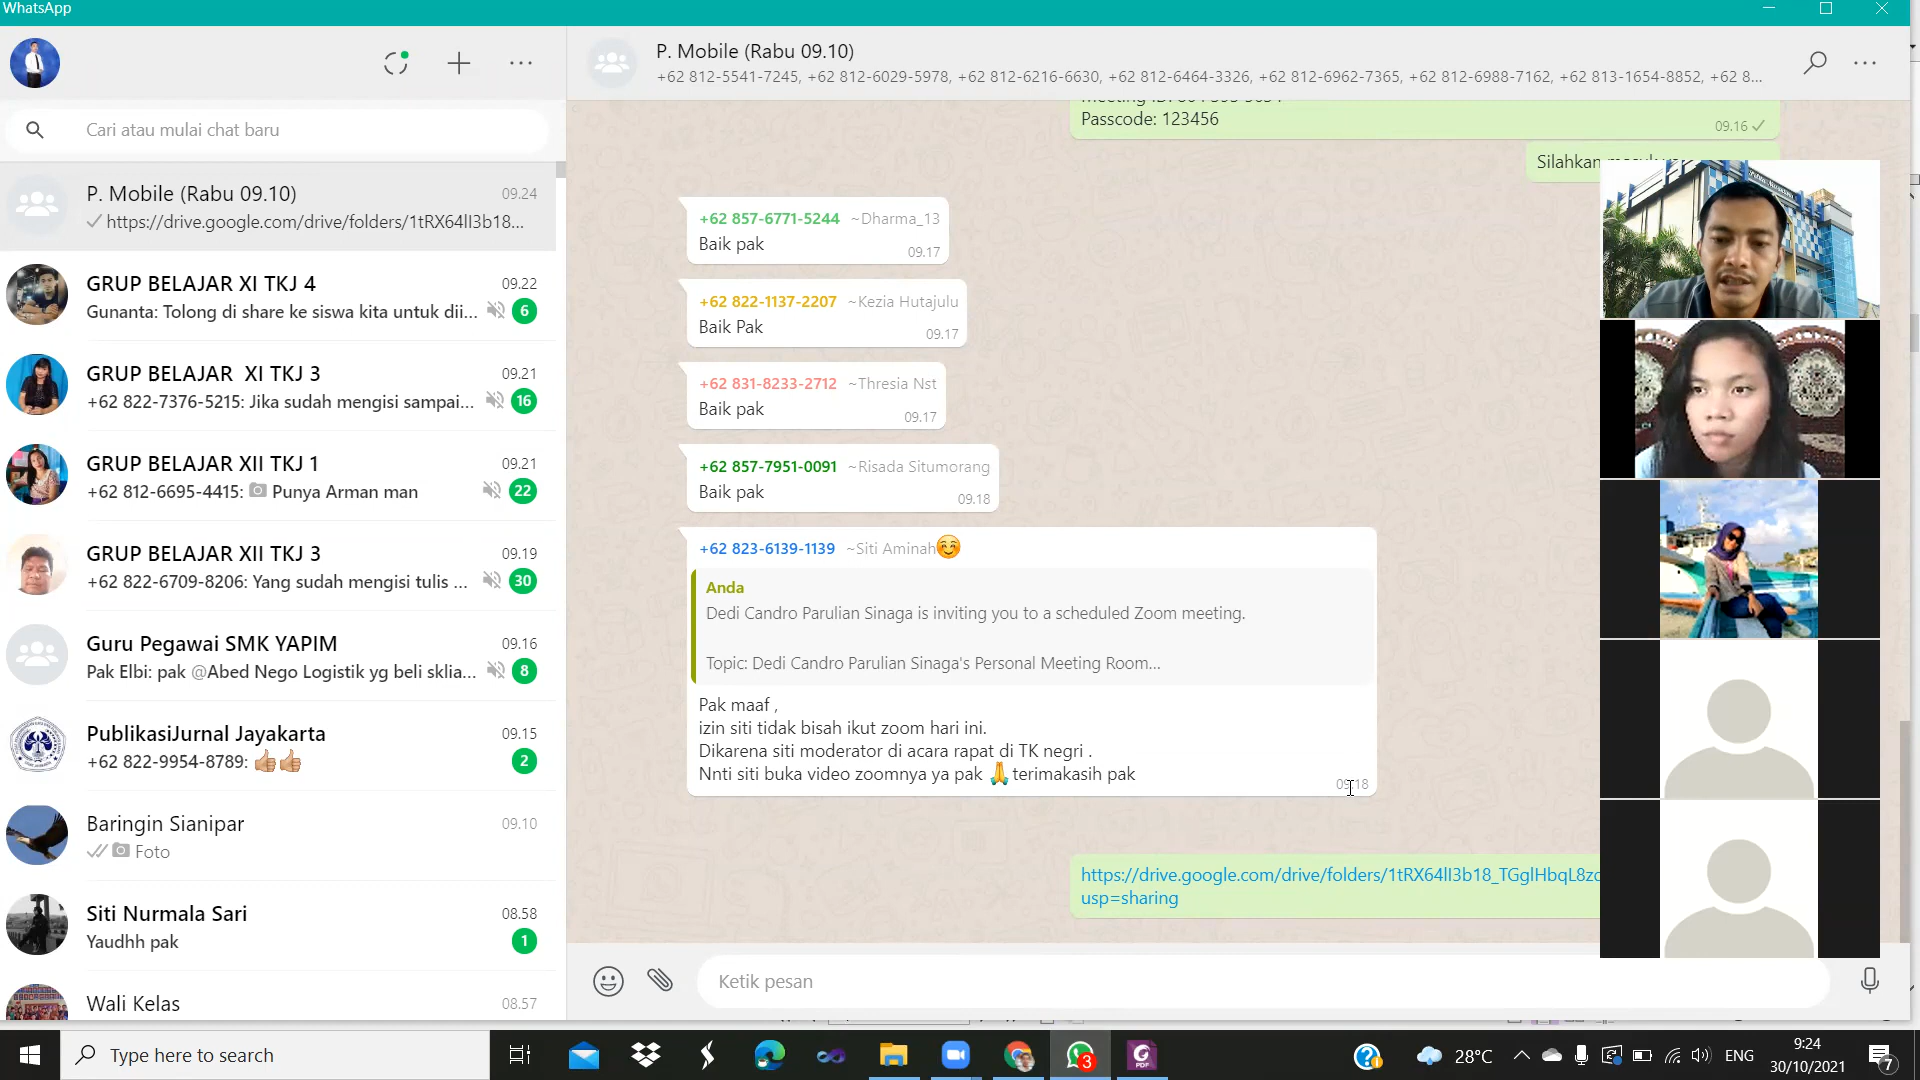 WhatsApp
Cari atau mulai chat baru
P. Mobile (Rabu 09.10)
09.24
https://drive.google.com/drive/folders/1tRX64lI3b18...
GRUP BELAJAR XI TKJ 4
09.22
Gunanta: Tolong di share ke siswa kita untuk dii...
6
GRUP BELAJAR  XI TKJ 3
09.21
+62 822-7376-5215: Jika sudah mengisi sampai...
16
GRUP BELAJAR XII TKJ 1
09.21
+62 812-6695-4415: Punya Arman man
22
GRUP BELAJAR XII TKJ 3
09.19
+62 822-6709-8206: Yang sudah mengisi tulis ...
30
Guru Pegawai SMK YAPIM
09.16
Pak Elbi: pak @Abed Nego Logistik yg beli sklia...
8
PublikasiJurnal Jayakarta
09.15
+62 822-9954-8789: 👍👍
2
Baringin Sianipar
09.10
Foto
Siti Nurmala Sari
08.58
Yaudhh pak
1
Wali Kelas
08.57
P. Mobile (Rabu 09.10)
+62 812-5541-7245, +62 812-6029-5978, +62 812-6216-6630, +62 812-6464-3326, +62 812-6962-7365, +62 812-6988-7162, +62 813-1654-8852, +62 8...
Passcode: 123456
09.16
Silahkan
+62 857-6771-5244 ~Dharma_13
Baik pak
09.17
+62 822-1137-2207 ~Kezia Hutajulu
Baik Pak
09.17
+62 831-8233-2712 ~Thresia Nst
Baik pak
09.17
+62 857-7951-0091 ~Risada Situmorang
Baik pak
09.18
+62 823-6139-1139 ~Siti Aminah😊
Anda
Dedi Candro Parulian Sinaga is inviting you to a scheduled Zoom meeting.
Topic: Dedi Candro Parulian Sinaga's Personal Meeting Room...
Pak maaf ,
izin siti tidak bisah ikut zoom hari ini.
Dikarena siti moderator di acara rapat di TK negri .
Nnti siti buka video zoomnya ya pak 🙏 terimakasih pak
09.18
https://drive.google.com/drive/folders/1tRX64lI3b18_TGglHbqL8zc
usp=sharing
Ketik pesan
Type here to search
3
PDF
28°C
ENG
9:24
30/10/2021
7